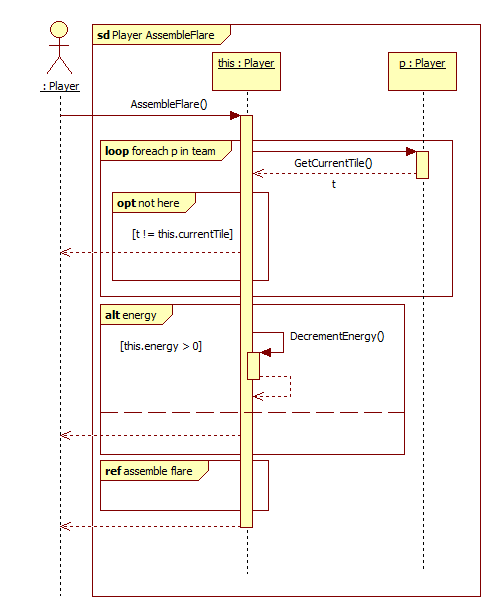 sd Player AssembleFlare
: Player
this : Player
p : Player
AssembleFlare()
loop foreach p in team
GetCurrentTile()
t
opt not here
[t != this.currentTile]
alt energy
[this.energy > 0]
DecrementEnergy()
ref assemble flare